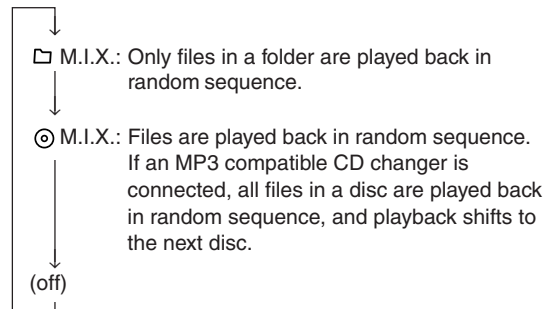 M.I.X.: Only files in a folder are played back in
random sequence.
M.I.X.: Files are played back in random sequence.
If an MP3 compatible CD changer is
connected, all files in a disc are played back
in random sequence, and playback shifts to
the next disc.
(off)